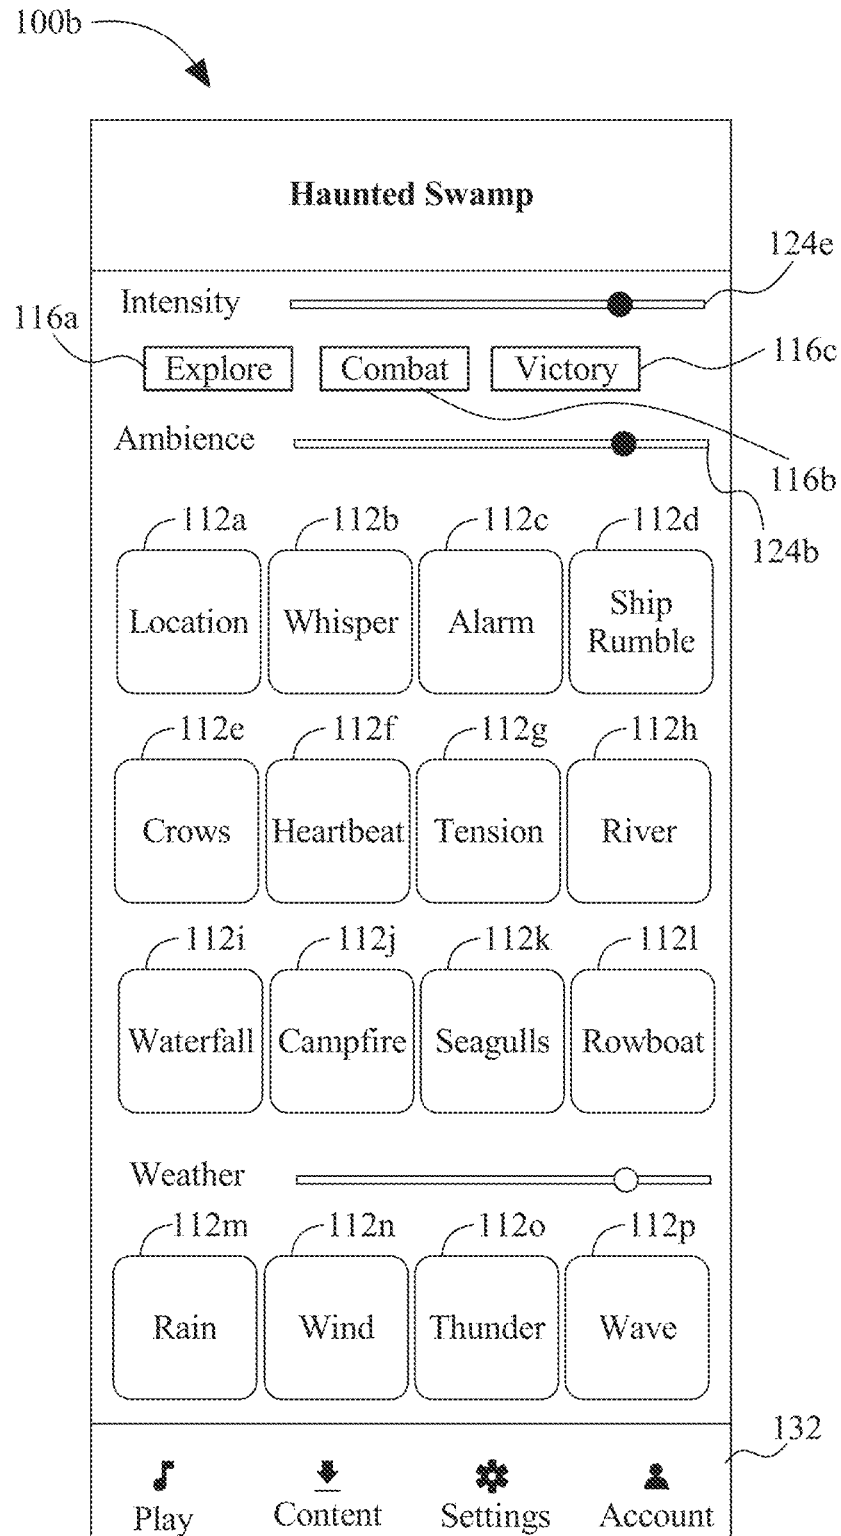 100b
Haunted Swamp
124e
Intensity
116a
Explore Combat Victory
116c
Ambience
116b
124b
112a 112b 112c 112d
Location Whisper Alarm Ship
Rumble
112e 112f 112g 112h
Crows Heartbeat Tension River
112i 112j 112k 112l
Waterfall Campfire Seagulls Rowboat
Weather
112m 112n 112o 112p
Rain Wind Thunder Wave
132
Play Content Settings Account